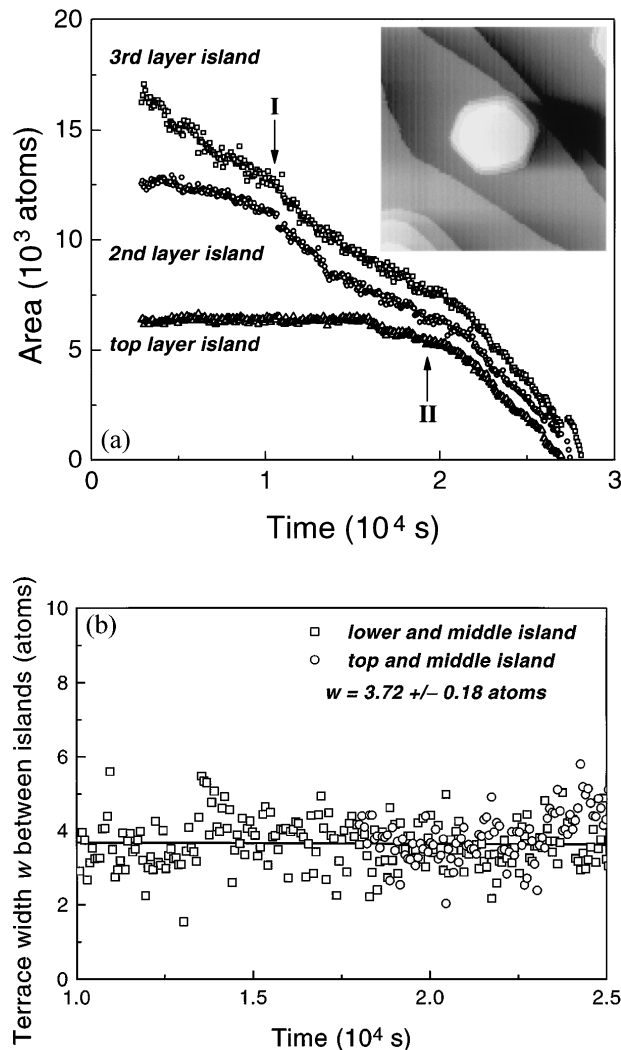 20
15
10
5
0
Area (10³ atoms)
3rd layer island
I
2nd layer island
top layer island
II
(a)
0 1 2 3
Time (10⁴ s)
10
8
6
4
2
0
Terrace width w between islands (atoms)
(b)
lower and middle island
top and middle island
w = 3.72 +/− 0.18 atoms
1.0 1.5 2.0 2.5
Time (10⁴ s)